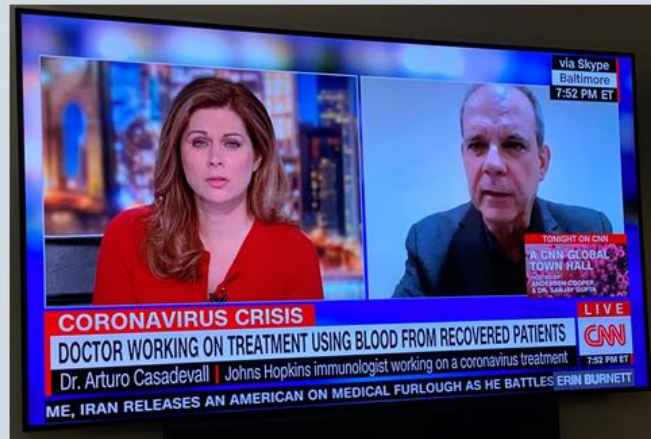 via Skype
Baltimore
7:52 PM ET
TONIGHT ON CNN
A CNN GLOBAL
TOWN HALL
HOSTED BY
ANDERSON COOPER
& DR. SANJAY GUPTA
CORONAVIRUS CRISIS
LIVE
DOCTOR WORKING ON TREATMENT USING BLOOD FROM RECOVERED PATIENTS
CNN
Dr. Arturo Casadevall | Johns Hopkins immunologist working on a coronavirus treatment
7:52 PM ET
ME, IRAN RELEASES AN AMERICAN ON MEDICAL FURLOUGH AS HE BATTLES
ERIN BURNETT